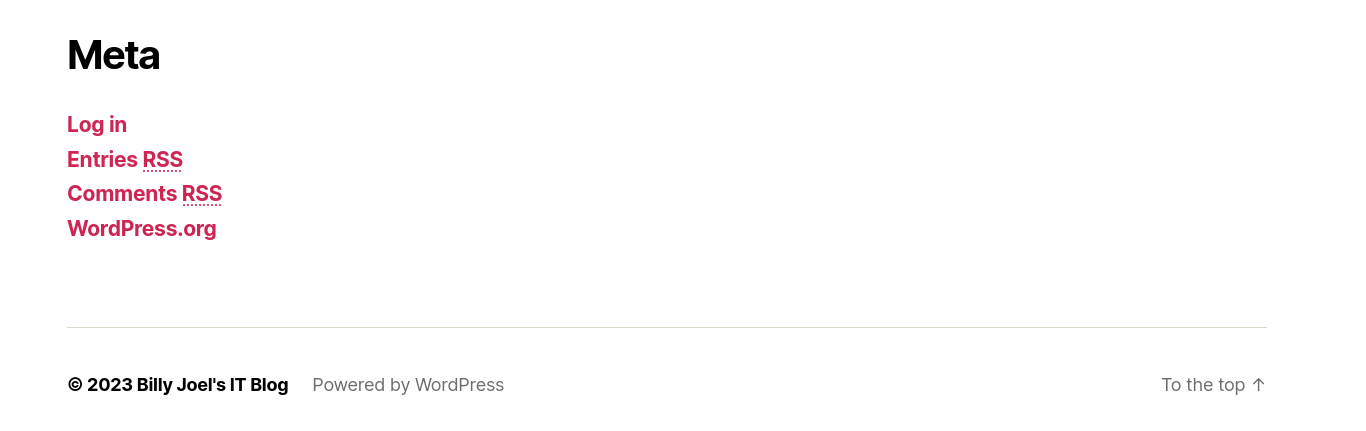 Meta
Log in
Entries RSS
Comments RSS
WordPress.org
© 2023 Billy Joel's IT Blog Powered by WordPress To the top ↑